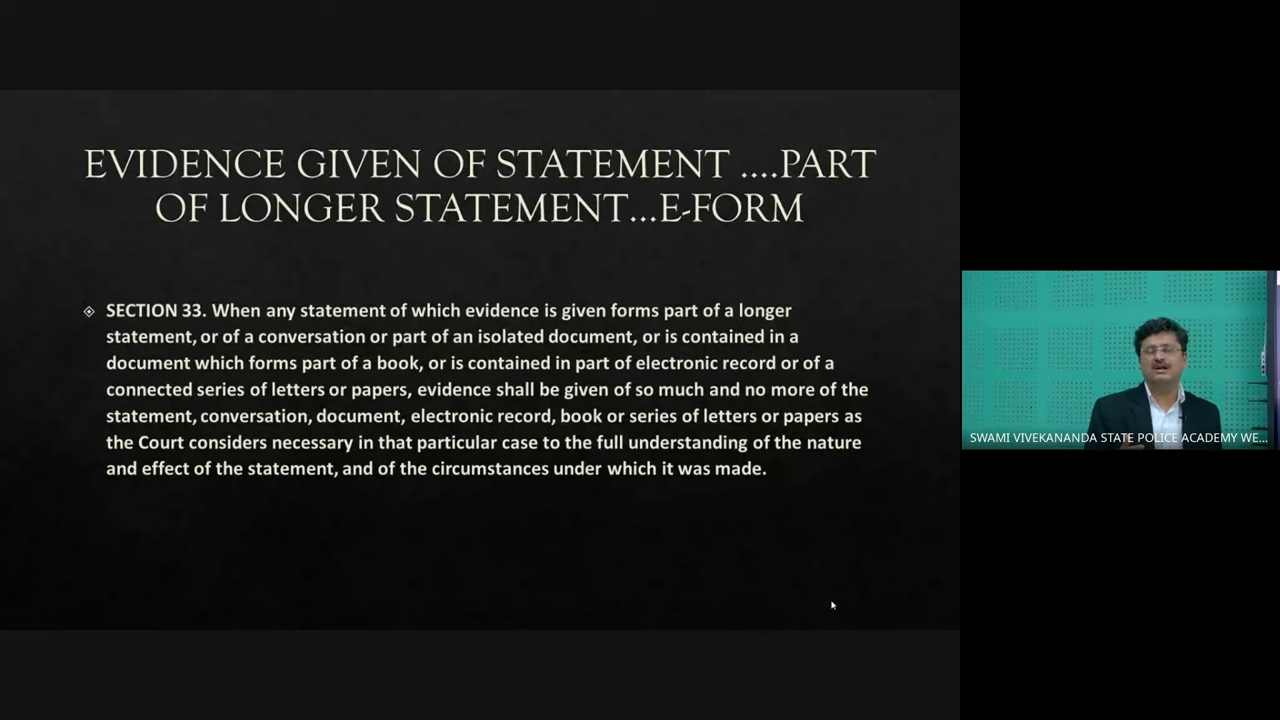 EVIDENCE GIVEN OF STATEMENT ....PART
OF LONGER STATEMENT...E-FORM
SECTION 33. When any statement of which evidence is given forms part of a longer
statement, or of a conversation or part of an isolated document, or is contained in a
document which forms part of a book, or is contained in part of electronic record or of a
connected series of letters or papers, evidence shall be given of so much and no more of the
statement, conversation, document, electronic record, book or series of letters or papers as
the Court considers necessary in that particular case to the full understanding of the nature
and effect of the statement, and of the circumstances under which it was made.
SWAMI VIVEKANANDA STATE POLICE ACADEMY WE...